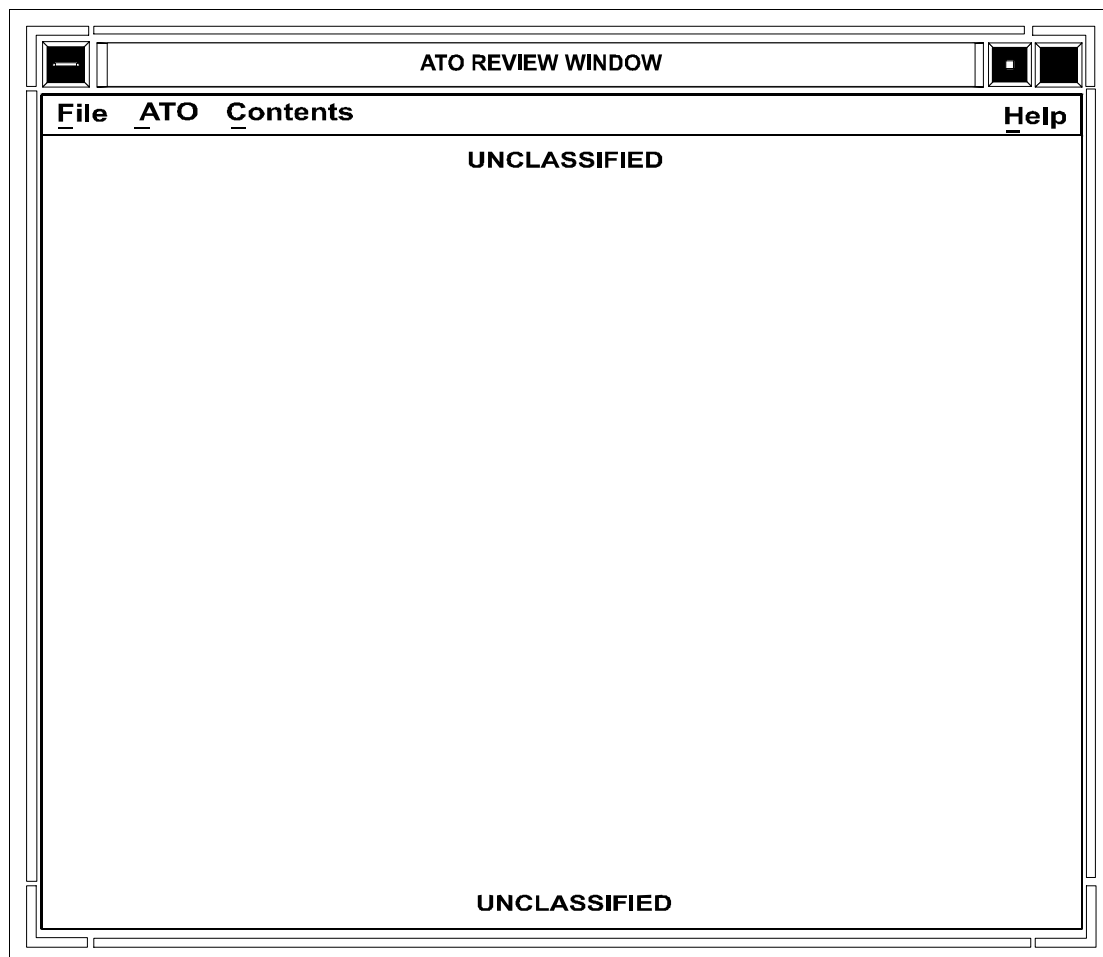 ATO REVIEW WINDOW
File ATO Contents Help
UNCLASSIFIED
UNCLASSIFIED